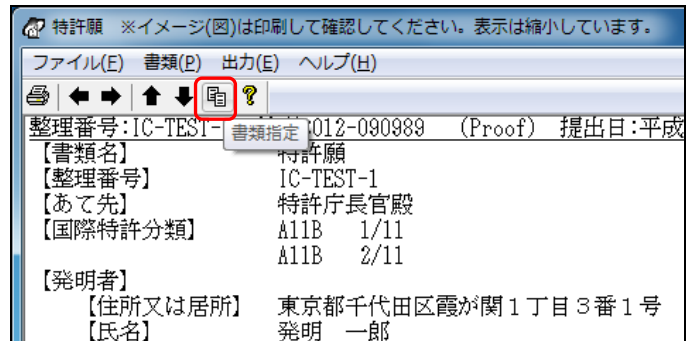 特許願 ※イメージ(図)は印刷して確認してください。表示は縮小しています。
ファイル(F) 書類(P) 出力(E) ヘルプ(H)
整理番号:IC-TEST- 012-090989 (Proof) 提出日:平成
書類指定
【書類名】 特許願
【整理番号】 IC-TEST-1
【あて先】 特許庁長官殿
【国際特許分類】 A11B 1/11
A11B 2/11
【発明者】
【住所又は居所】 東京都千代田区霞が関1丁目3番1号
【氏名】 発明 一郎